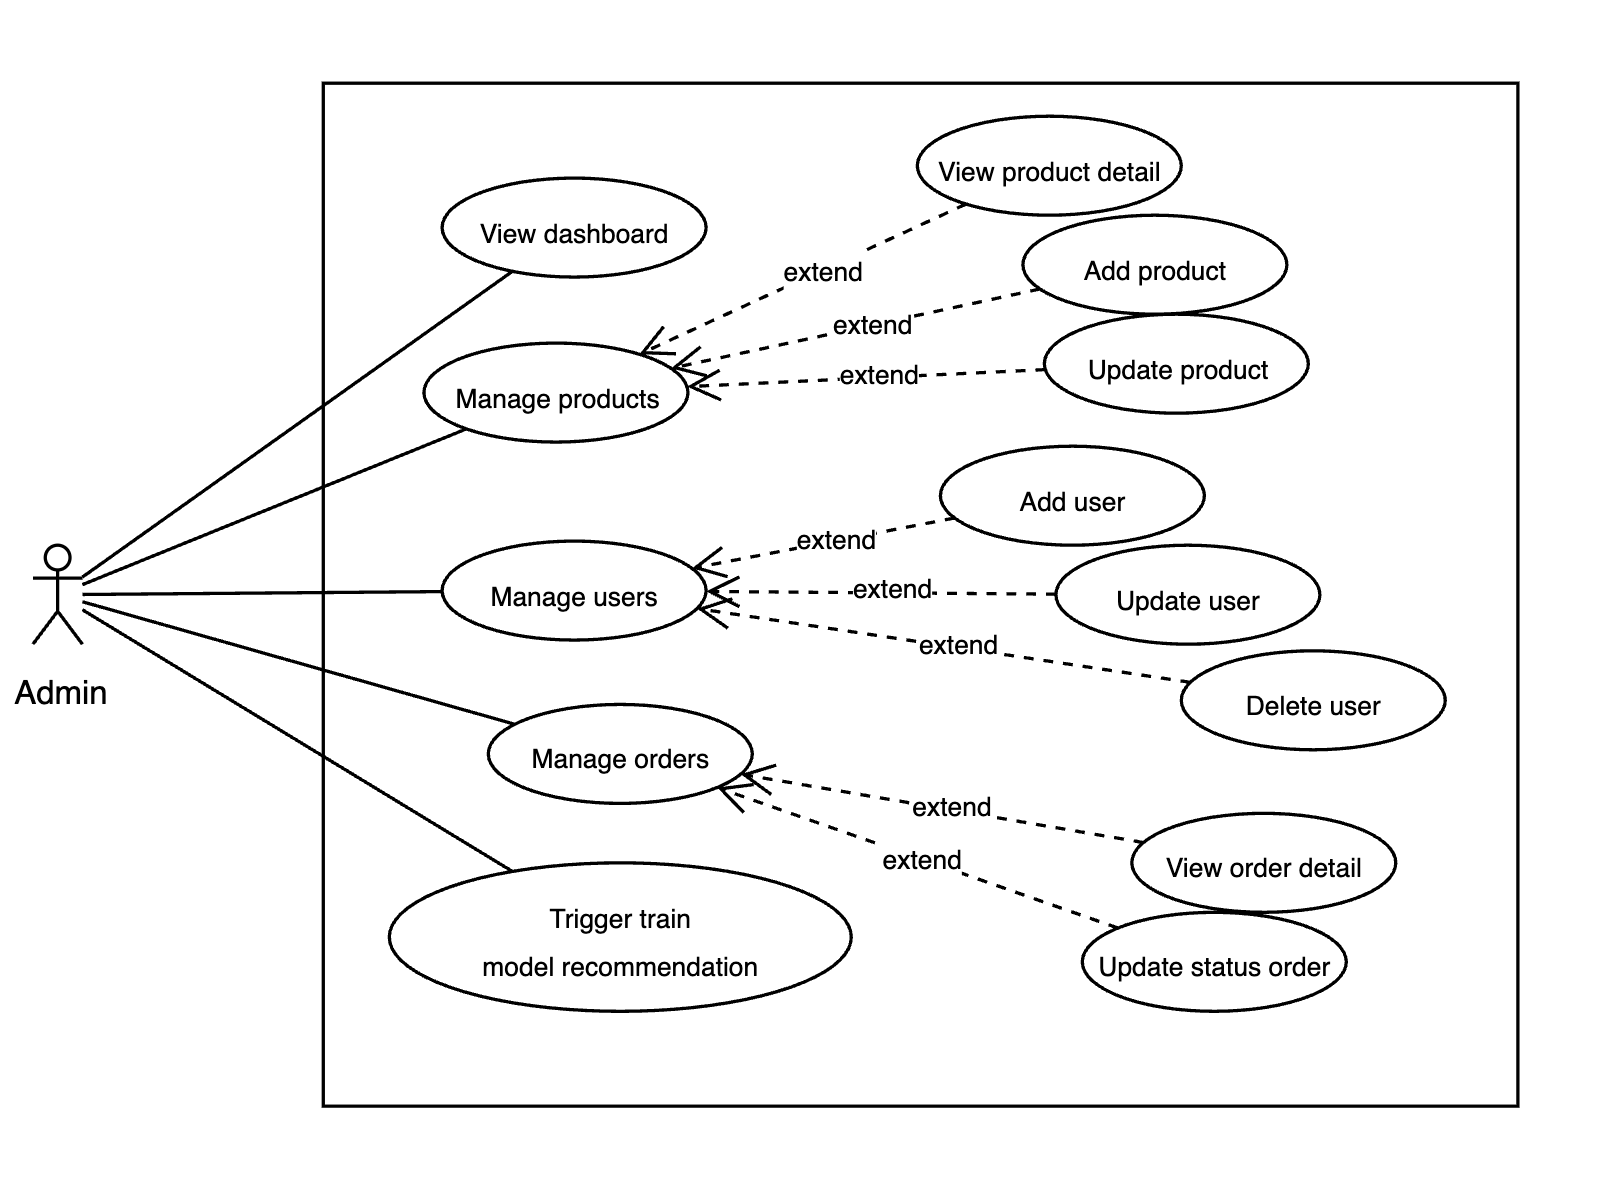 View product detail
View dashboard
Add product
extend
extend
Update product
extend
Manage products
Add user
extend
Manage users
extend
Update user
extend
Admin
Delete user
Manage orders
extend
extend
View order detail
Trigger train
model recommendation
Update status order